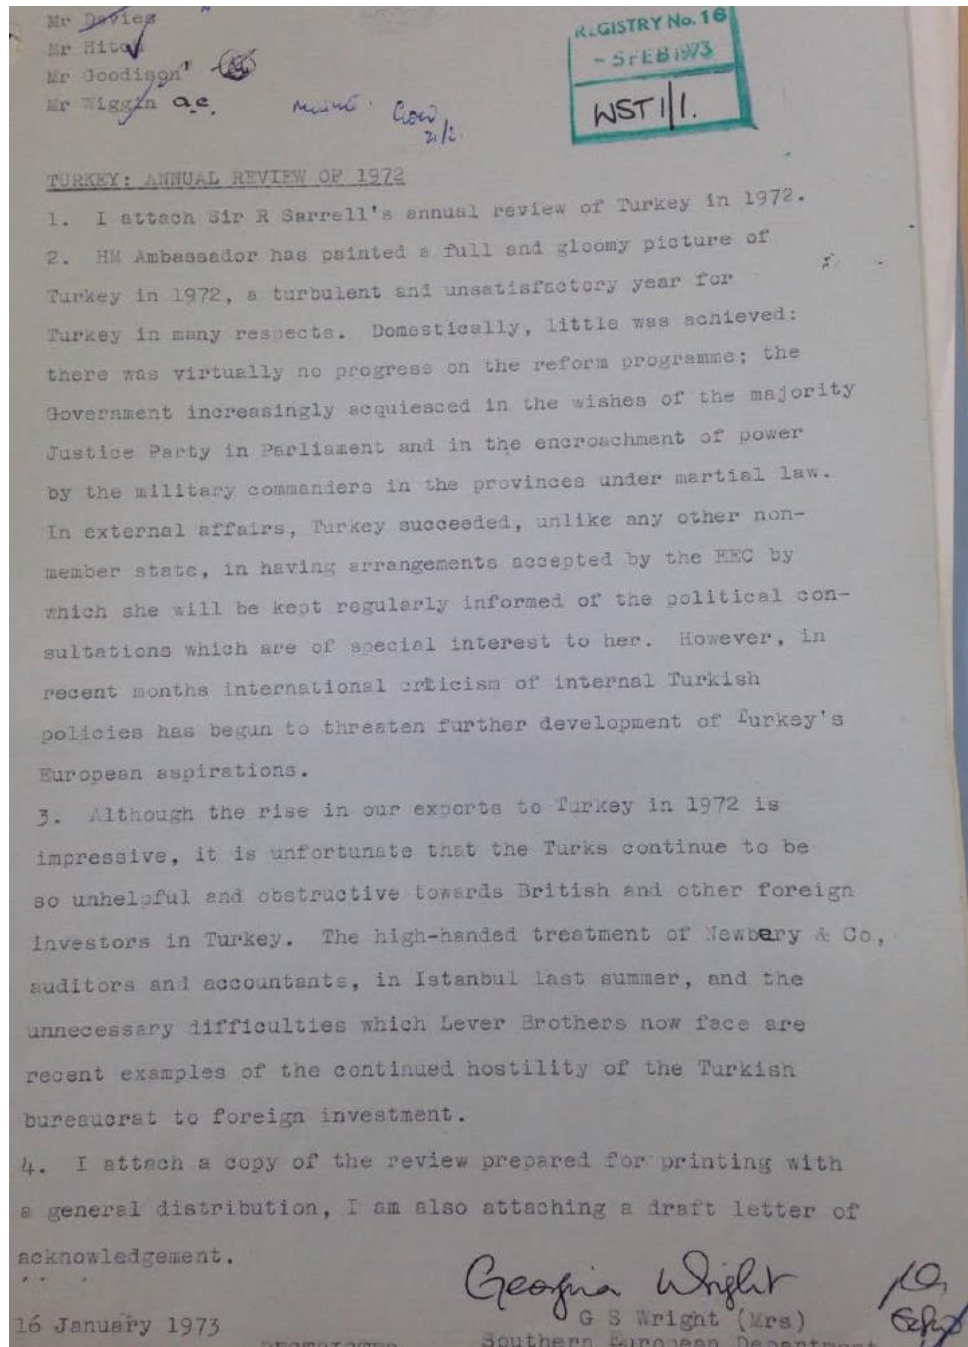 Mr Davies
Mr Hitch
Mr Goodison
Mr Wiggin a.c.
21/2
REGISTRY No. 16
- 5 FEB 1973
WST 1/1.
TURKEY: ANNUAL REVIEW OF 1972
1. I attach Sir R Sarrell's annual review of Turkey in 1972.
2. HM Ambassador has painted a full and gloomy picture of
Turkey in 1972, a turbulent and unsatisfactory year for
Turkey in many respects. Domestically, little was achieved:
there was virtually no progress on the reform programme; the
Government increasingly acquiesced in the wishes of the majority
Justice Party in Parliament and in the encroachment of power
by the military commanders in the provinces under martial law.
In external affairs, Turkey succeeded, unlike any other non-
member state, in having arrangements accepted by the EEC by
which she will be kept regularly informed of the political con-
sultations which are of special interest to her. However, in
recent months international criticism of internal Turkish
policies has begun to threaten further development of Turkey's
European aspirations.
3. Although the rise in our exports to Turkey in 1972 is
impressive, it is unfortunate that the Turks continue to be
so unhelpful and obstructive towards British and other foreign
investors in Turkey. The high-handed treatment of Newbery & Co,
auditors and accountants, in Istanbul last summer, and the
unnecessary difficulties which Lever Brothers now face are
recent examples of the continued hostility of the Turkish
bureaucrat to foreign investment.
4. I attach a copy of the review prepared for printing with
a general distribution, I am also attaching a draft letter of
acknowledgement.
Georgina Wright
G S Wright (Mrs)
16 January 1973
Southern European Department